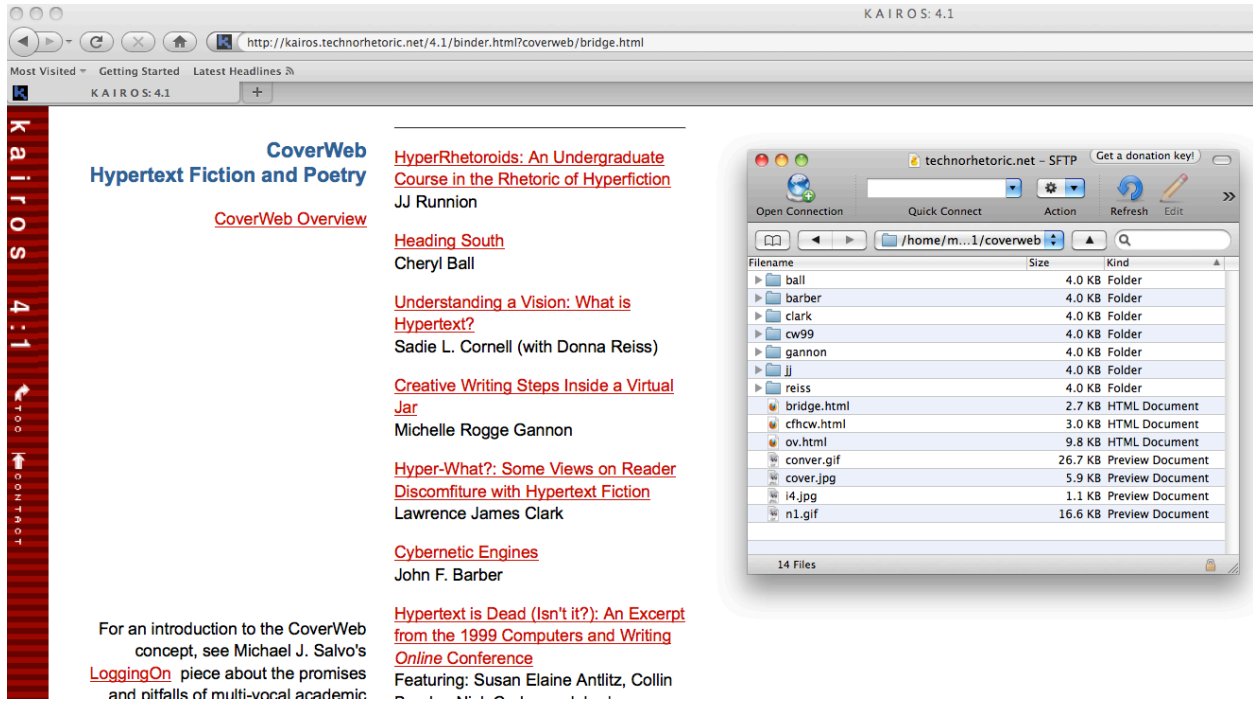 K A I R O S: 4.1
http://kairos.technorhetoric.net/4.1/binder.html?coverweb/bridge.html
Most Visited Getting Started Latest Headlines
K A I R O S: 4.1 +
kairos 4:1
TOC
CONTACT
CoverWeb
Hypertext Fiction and Poetry
CoverWeb Overview
For an introduction to the CoverWeb
concept, see Michael J. Salvo's
LoggingOn piece about the promises
and pitfalls of multi-vocal academic
HyperRhetoroids: An Undergraduate
Course in the Rhetoric of Hyperfiction
JJ Runnion
Heading South
Cheryl Ball
Understanding a Vision: What is
Hypertext?
Sadie L. Cornell (with Donna Reiss)
Creative Writing Steps Inside a Virtual
Jar
Michelle Rogge Gannon
Hyper-What?: Some Views on Reader
Discomfiture with Hypertext Fiction
Lawrence James Clark
Cybernetic Engines
John F. Barber
Hypertext is Dead (Isn't it?): An Excerpt
from the 1999 Computers and Writing
Online Conference
Featuring: Susan Elaine Antlitz, Collin
technorhetoric.net – SFTP Get a donation key!
Open Connection Quick Connect Action Refresh Edit »
/home/m...1/coverweb
Filename Size Kind
ball 4.0 KB Folder
barber 4.0 KB Folder
clark 4.0 KB Folder
cw99 4.0 KB Folder
gannon 4.0 KB Folder
jj 4.0 KB Folder
reiss 4.0 KB Folder
bridge.html 2.7 KB HTML Document
cfhcw.html 3.0 KB HTML Document
ov.html 9.8 KB HTML Document
conver.gif 26.7 KB Preview Document
cover.jpg 5.9 KB Preview Document
i4.jpg 1.1 KB Preview Document
n1.gif 16.6 KB Preview Document
14 Files